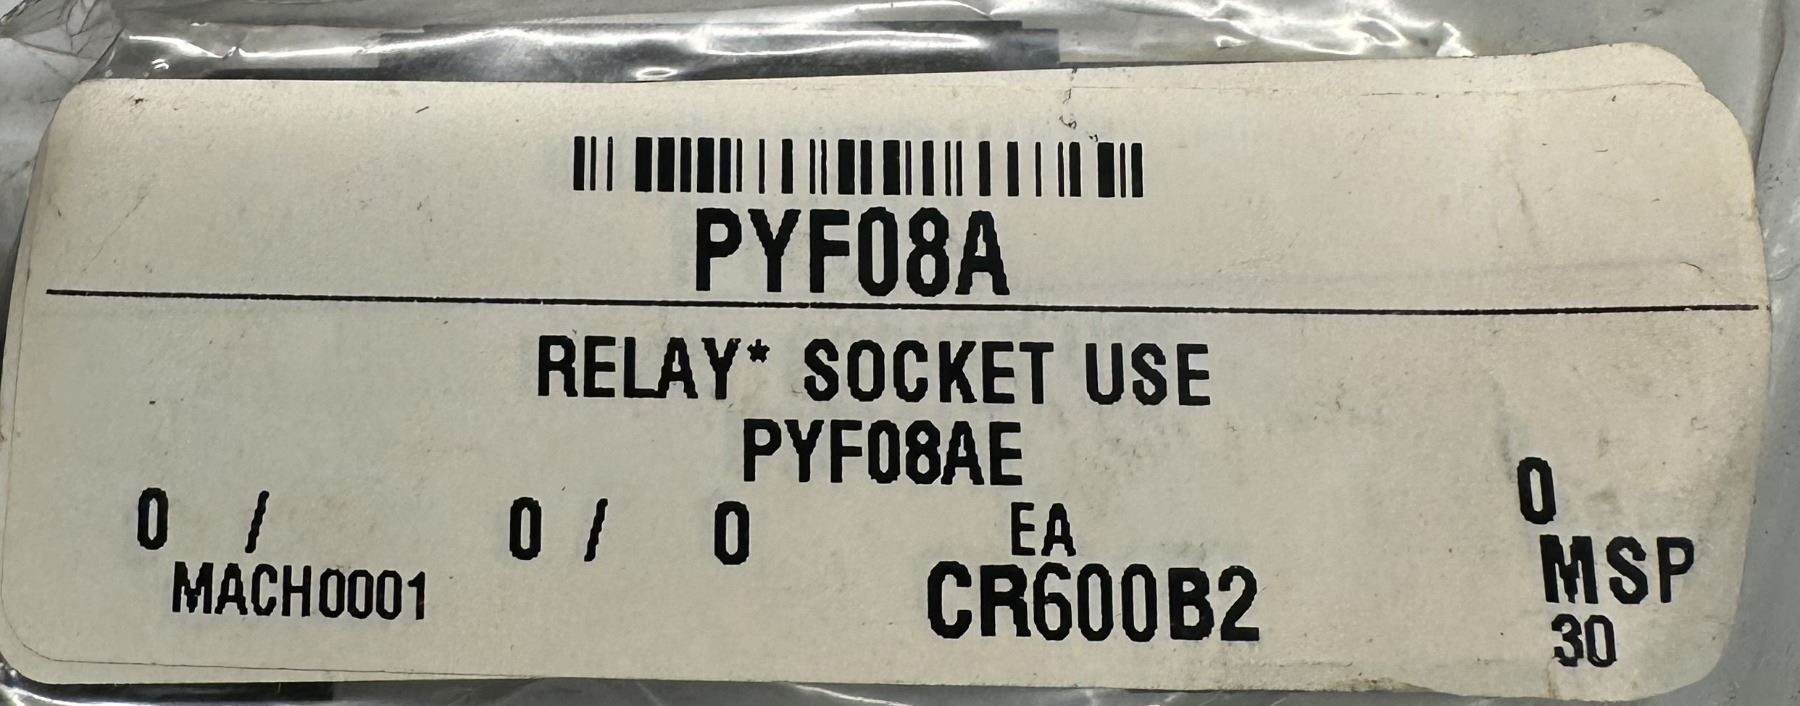 PYF08A
RELAY* SOCKET USE
PYF08AE
0 / 0 / 0 EA 0
MACH0001 CR600B2 MSP
30